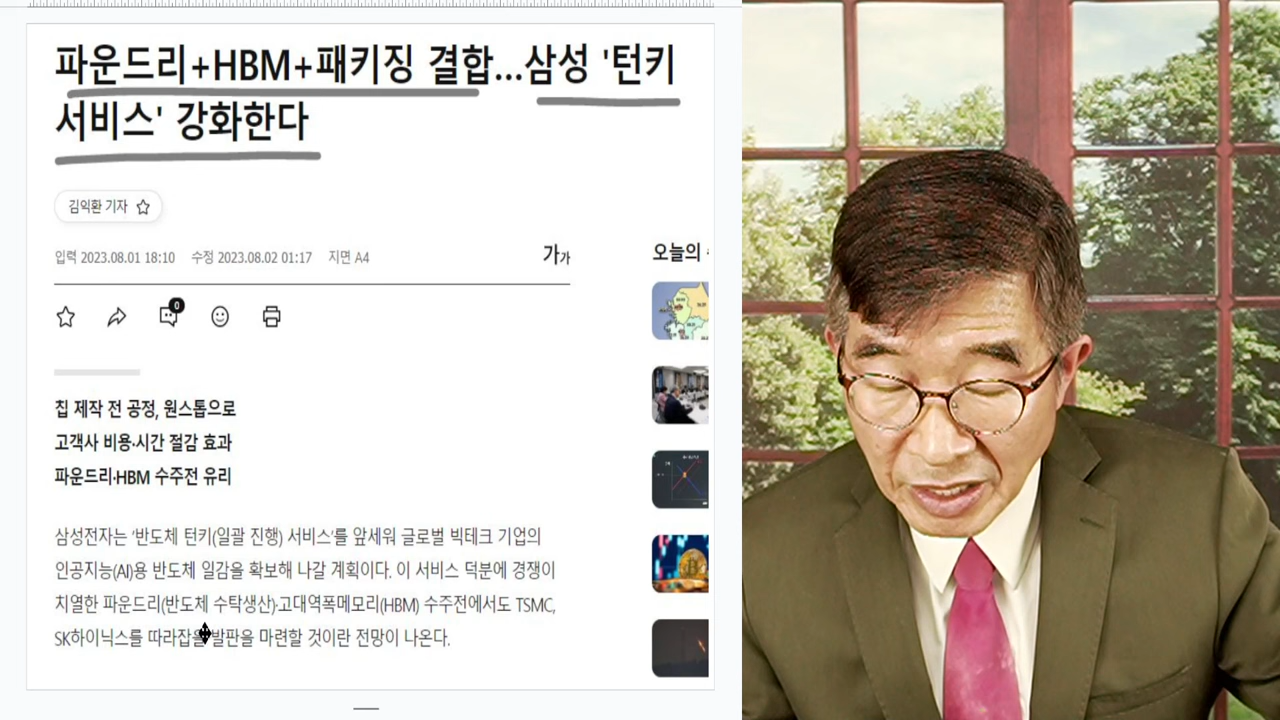 파운드리+HBM+패키징 결합...삼성 '턴키
서비스' 강화한다
김익환 기자
입력 2023.08.01 18:10 수정 2023.08.02 01:17 지면 A4
가가
오늘의
0
칩 제작 전 공정, 원스톱으로
고객사 비용·시간 절감 효과
파운드리·HBM 수주전 유리
삼성전자는 '반도체 턴키(일괄 진행) 서비스'를 앞세워 글로벌 빅테크 기업의
인공지능(AI)용 반도체 일감을 확보해 나갈 계획이다. 이 서비스 덕분에 경쟁이
치열한 파운드리(반도체 수탁생산)·고대역폭메모리(HBM) 수주전에서도 TSMC,
SK하이닉스를 따라잡을 발판을 마련할 것이란 전망이 나온다.